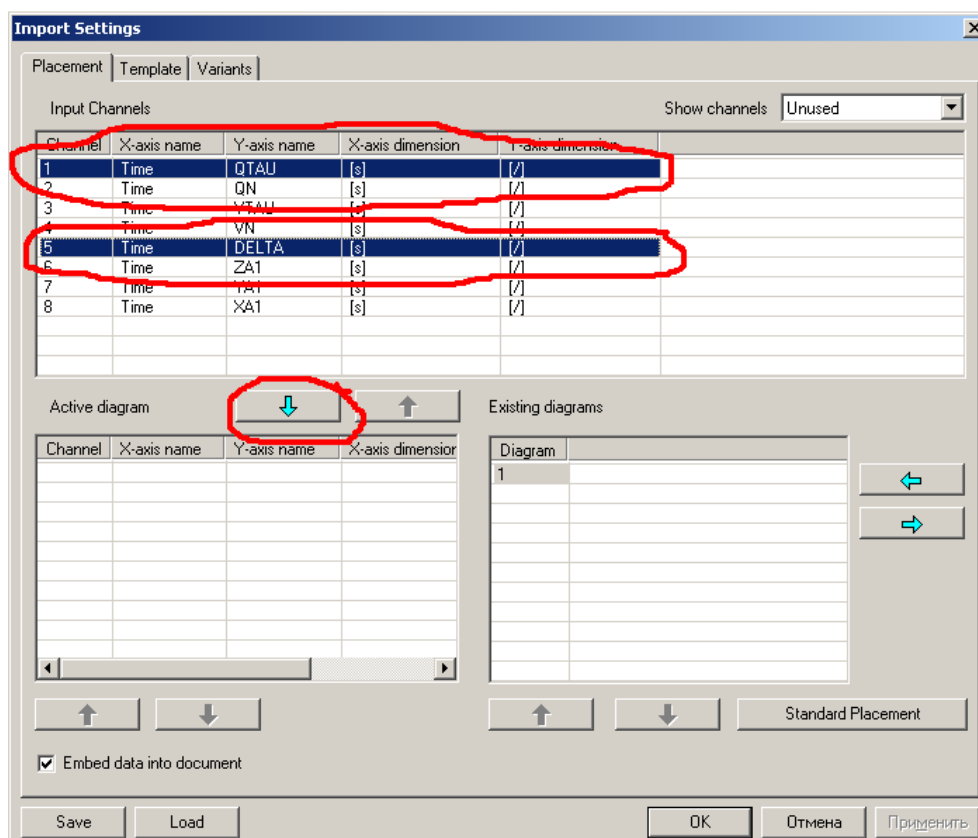 Import Settings
Placement Template Variants
Input Channels Show channels Unused
Channel X-axis name Y-axis name X-axis dimension Y-axis dimension
1 Time QTAU [s] [/]
2 Time QN [s] [/]
3 Time VTAU [s] [/]
4 Time VN [s] [/]
5 Time DELTA [s] [/]
6 Time ZA1 [s] [/]
7 Time YA1 [s] [/]
8 Time XA1 [s] [/]
Active diagram Existing diagrams
Channel X-axis name Y-axis name X-axis dimension Diagram
1
Standard Placement
Embed data into document
Save Load OK Отмена Применить